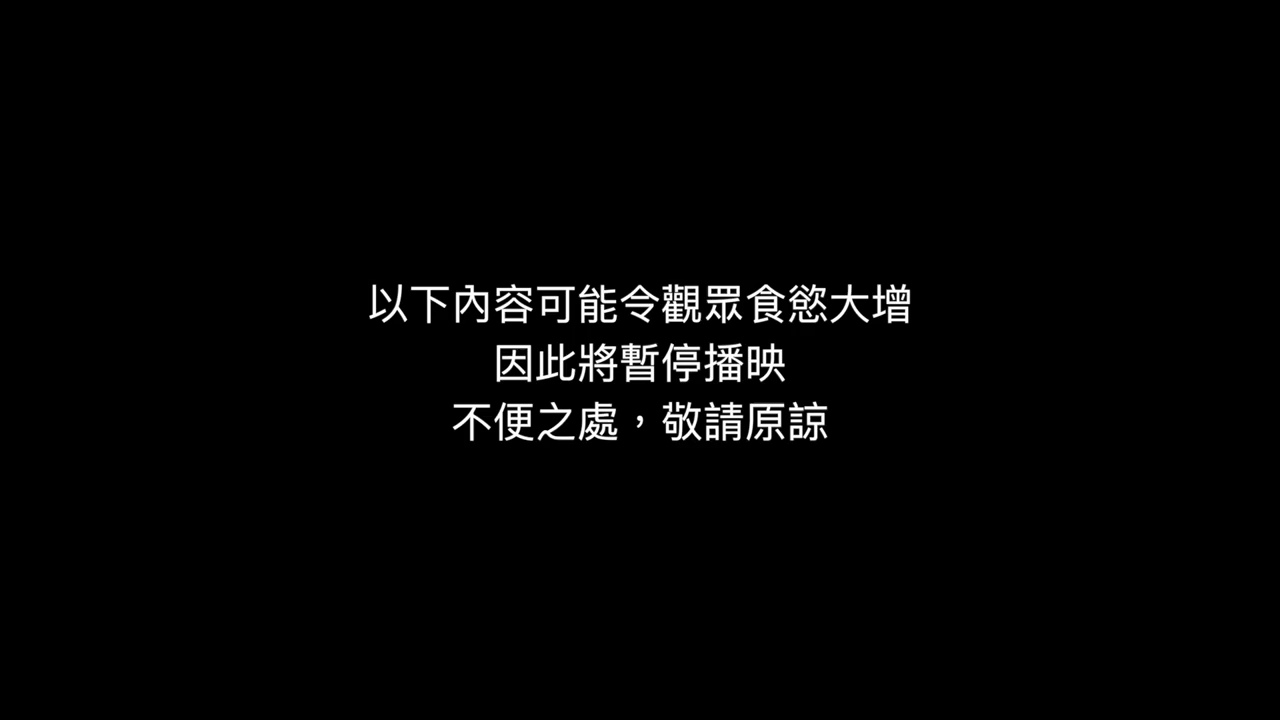 以下內容可能令觀眾食慾大增
因此將暫停播映
不便之處，敬請原諒